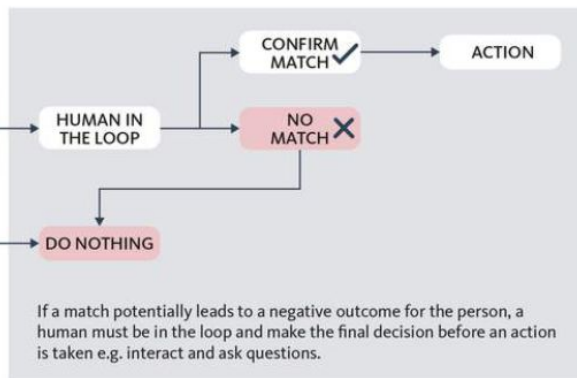 CONFIRM
MATCH
ACTION
HUMAN IN
THE LOOP
NO
MATCH
DO NOTHING
If a match potentially leads to a negative outcome for the person, a
human must be in the loop and make the final decision before an action
is taken e.g. interact and ask questions.